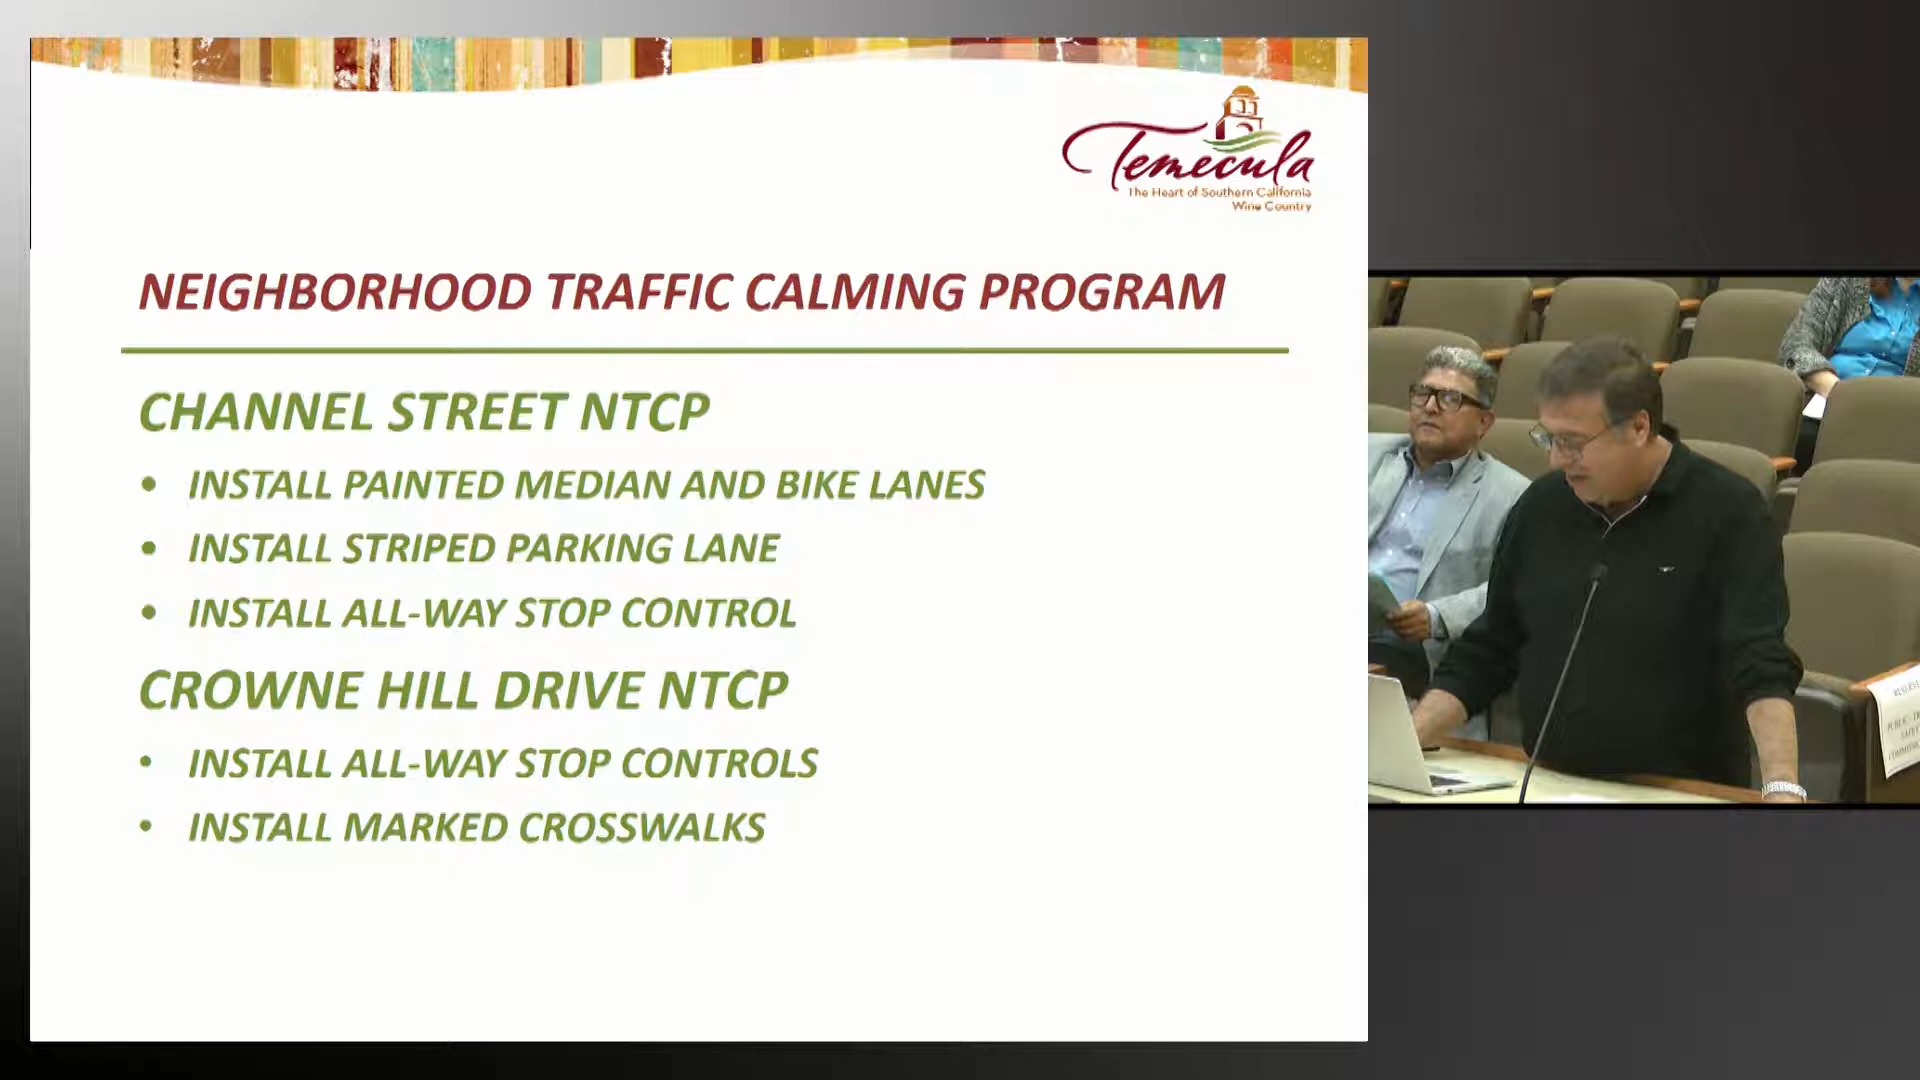 Temecula
The Heart of Southern California
Wine Country
NEIGHBORHOOD TRAFFIC CALMING PROGRAM
CHANNEL STREET NTCP
• INSTALL PAINTED MEDIAN AND BIKE LANES
• INSTALL STRIPED PARKING LANE
• INSTALL ALL-WAY STOP CONTROL
CROWNE HILL DRIVE NTCP
• INSTALL ALL-WAY STOP CONTROLS
• INSTALL MARKED CROSSWALKS